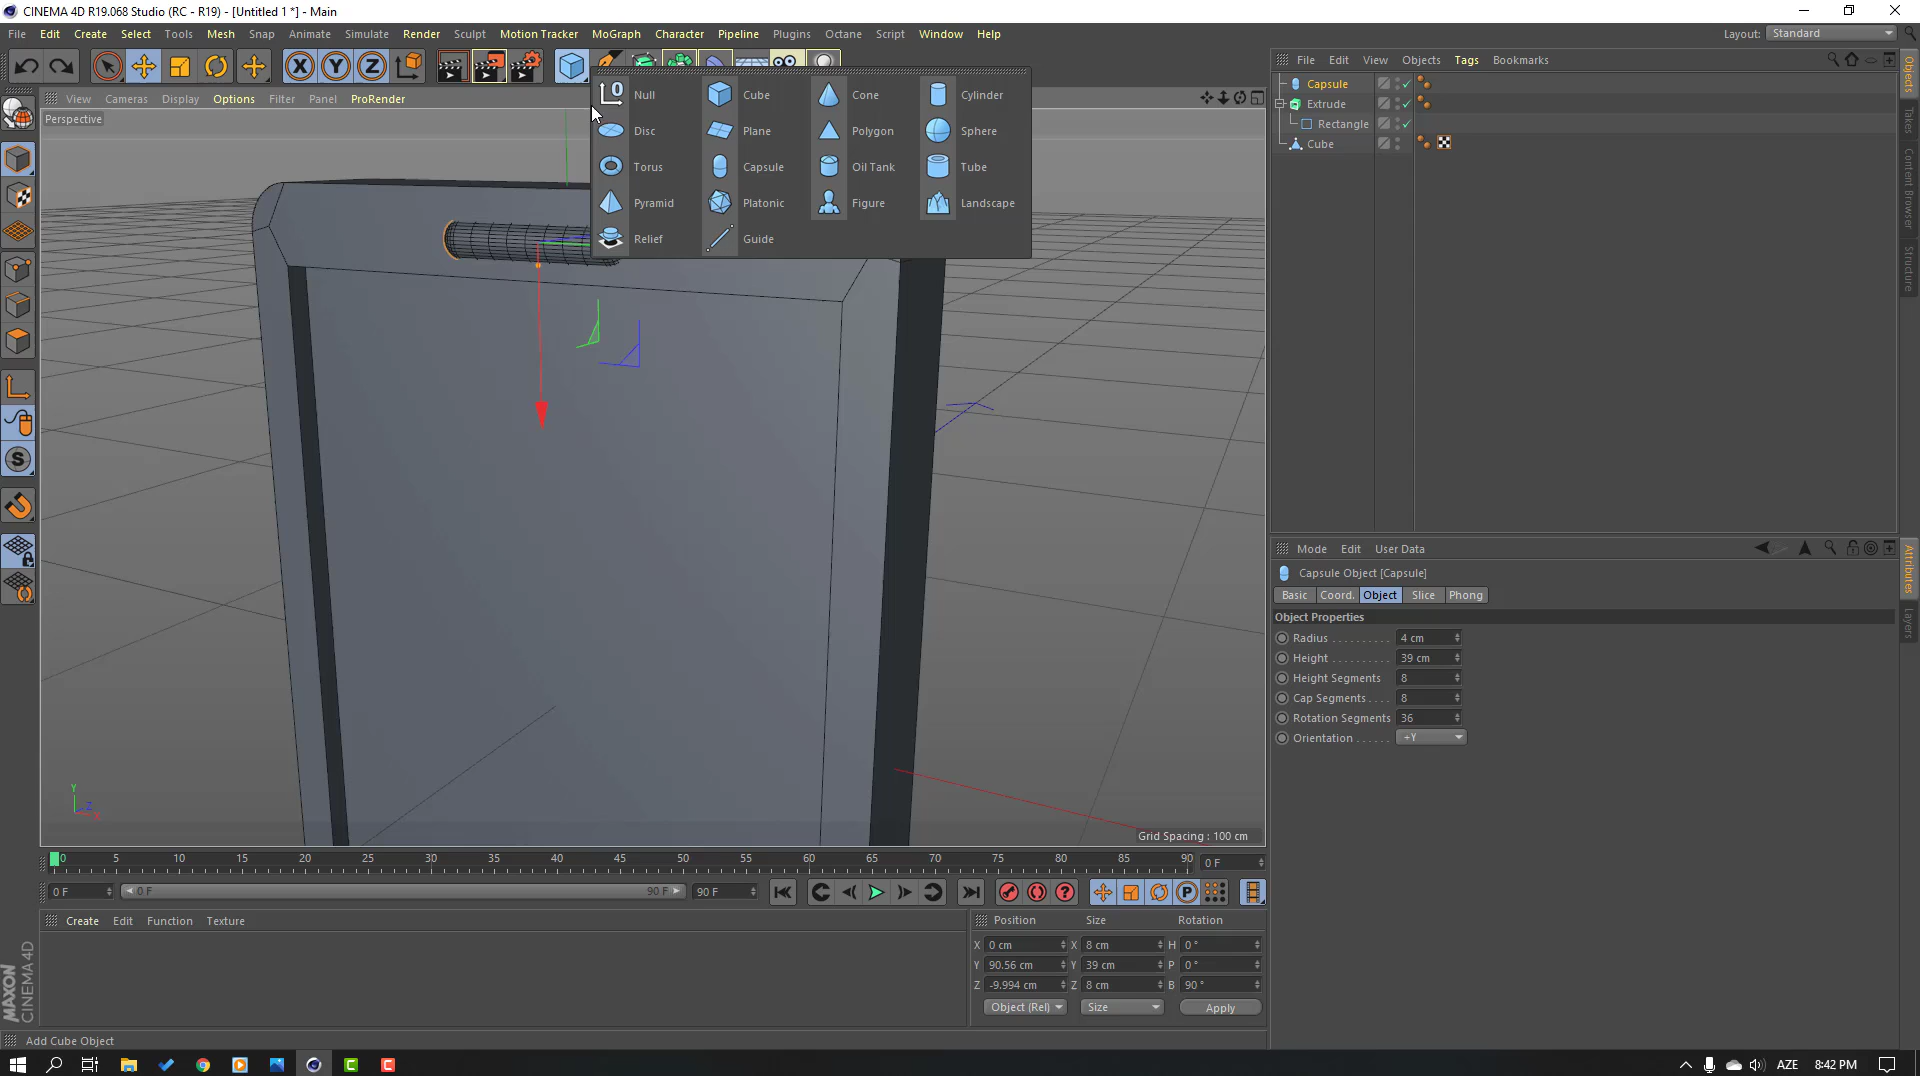 CINEMA 4D R19.068 Studio (RC - R19) - [Untitled 1 *] - Main
File Edit Create Select Tools Mesh Snap Animate Simulate Render Sculpt Motion Tracker MoGraph Character Pipeline Plugins Octane Script Window Help Layout: Standard
View Cameras Display Options Filter Panel ProRender
Perspective
Null Cube Cone Cylinder
Disc Plane Polygon Sphere
Torus Capsule Oil Tank Tube
Pyramid Platonic Figure Landscape
Relief Guide
Y
Z
X
Grid Spacing : 100 cm
File Edit View Objects Tags Bookmarks
Capsule
Extrude
Rectangle
Cube
Objects
Takes
Content Browser
Structure
Mode Edit User Data
Capsule Object [Capsule]
Basic Coord. Object Slice Phong
Object Properties
Radius 4 cm
Height 39 cm
Height Segments 8
Cap Segments 8
Rotation Segments 36
Orientation +Y
Attributes
Layers
0 5 10 15 20 25 30 35 40 45 50 55 60 65 70 75 80 85 90 0 F
0 F 0 F 90 F 90 F
Create Edit Function Texture
Position Size Rotation
X 0 cm X 8 cm H 0 °
Y 90.56 cm Y 39 cm P 0 °
Z -9.994 cm Z 8 cm B 90 °
Object (Rel) Size Apply
MAXON
CINEMA 4D
Add Cube Object
AZE 8:42 PM